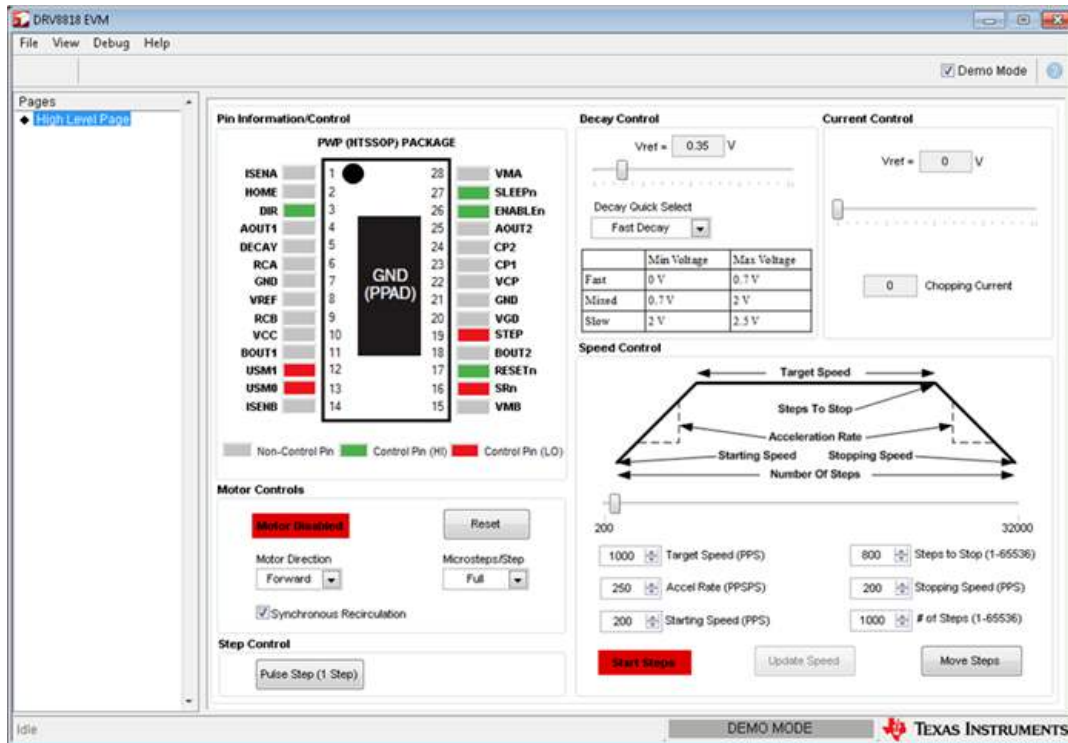 DRV8818 EVM
File View Debug Help
Demo Mode
Pages
High Level Page
Pin Information/Control
PWP (HTSSOP) PACKAGE
ISENA 1 28 VMA
HOME 2 27 SLEEPn
DIR 3 26 ENABLEn
AOUT1 4 25 AOUT2
DECAY 5 24 CP2
RCA 6 23 CP1
GND 7 22 VCP
VREF 8 21 GND
RCB 9 20 VGD
VCC 10 19 STEP
BOUT1 11 18 BOUT2
USM1 12 17 RESETn
USM0 13 16 SRn
ISENB 14 15 VMB
GND
(PPAD)
Non-Control Pin Control Pin (HI) Control Pin (LO)
Motor Controls
Motor Disabled Reset
Motor Direction Microsteps/Step
Forward Full
Synchronous Recirculation
Step Control
Pulse Step (1 Step)
Decay Control
Vref = 0.35 V
Decay Quick Select
Fast Decay
Min Voltage Max Voltage
Fast 0 V 0.7 V
Mixed 0.7 V 2 V
Slow 2 V 2.5 V
Current Control
Vref = 0 V
0 Chopping Current
Speed Control
Target Speed
Steps To Stop
Acceleration Rate
Starting Speed Stopping Speed
Number Of Steps
200 32000
1000 Target Speed (PPS) 800 Steps to Stop (1-65536)
250 Accel Rate (PPSPS) 200 Stopping Speed (PPS)
200 Starting Speed (PPS) 1000 # of Steps (1-65536)
Start Steps Update Speed Move Steps
Idle DEMO MODE TEXAS INSTRUMENTS